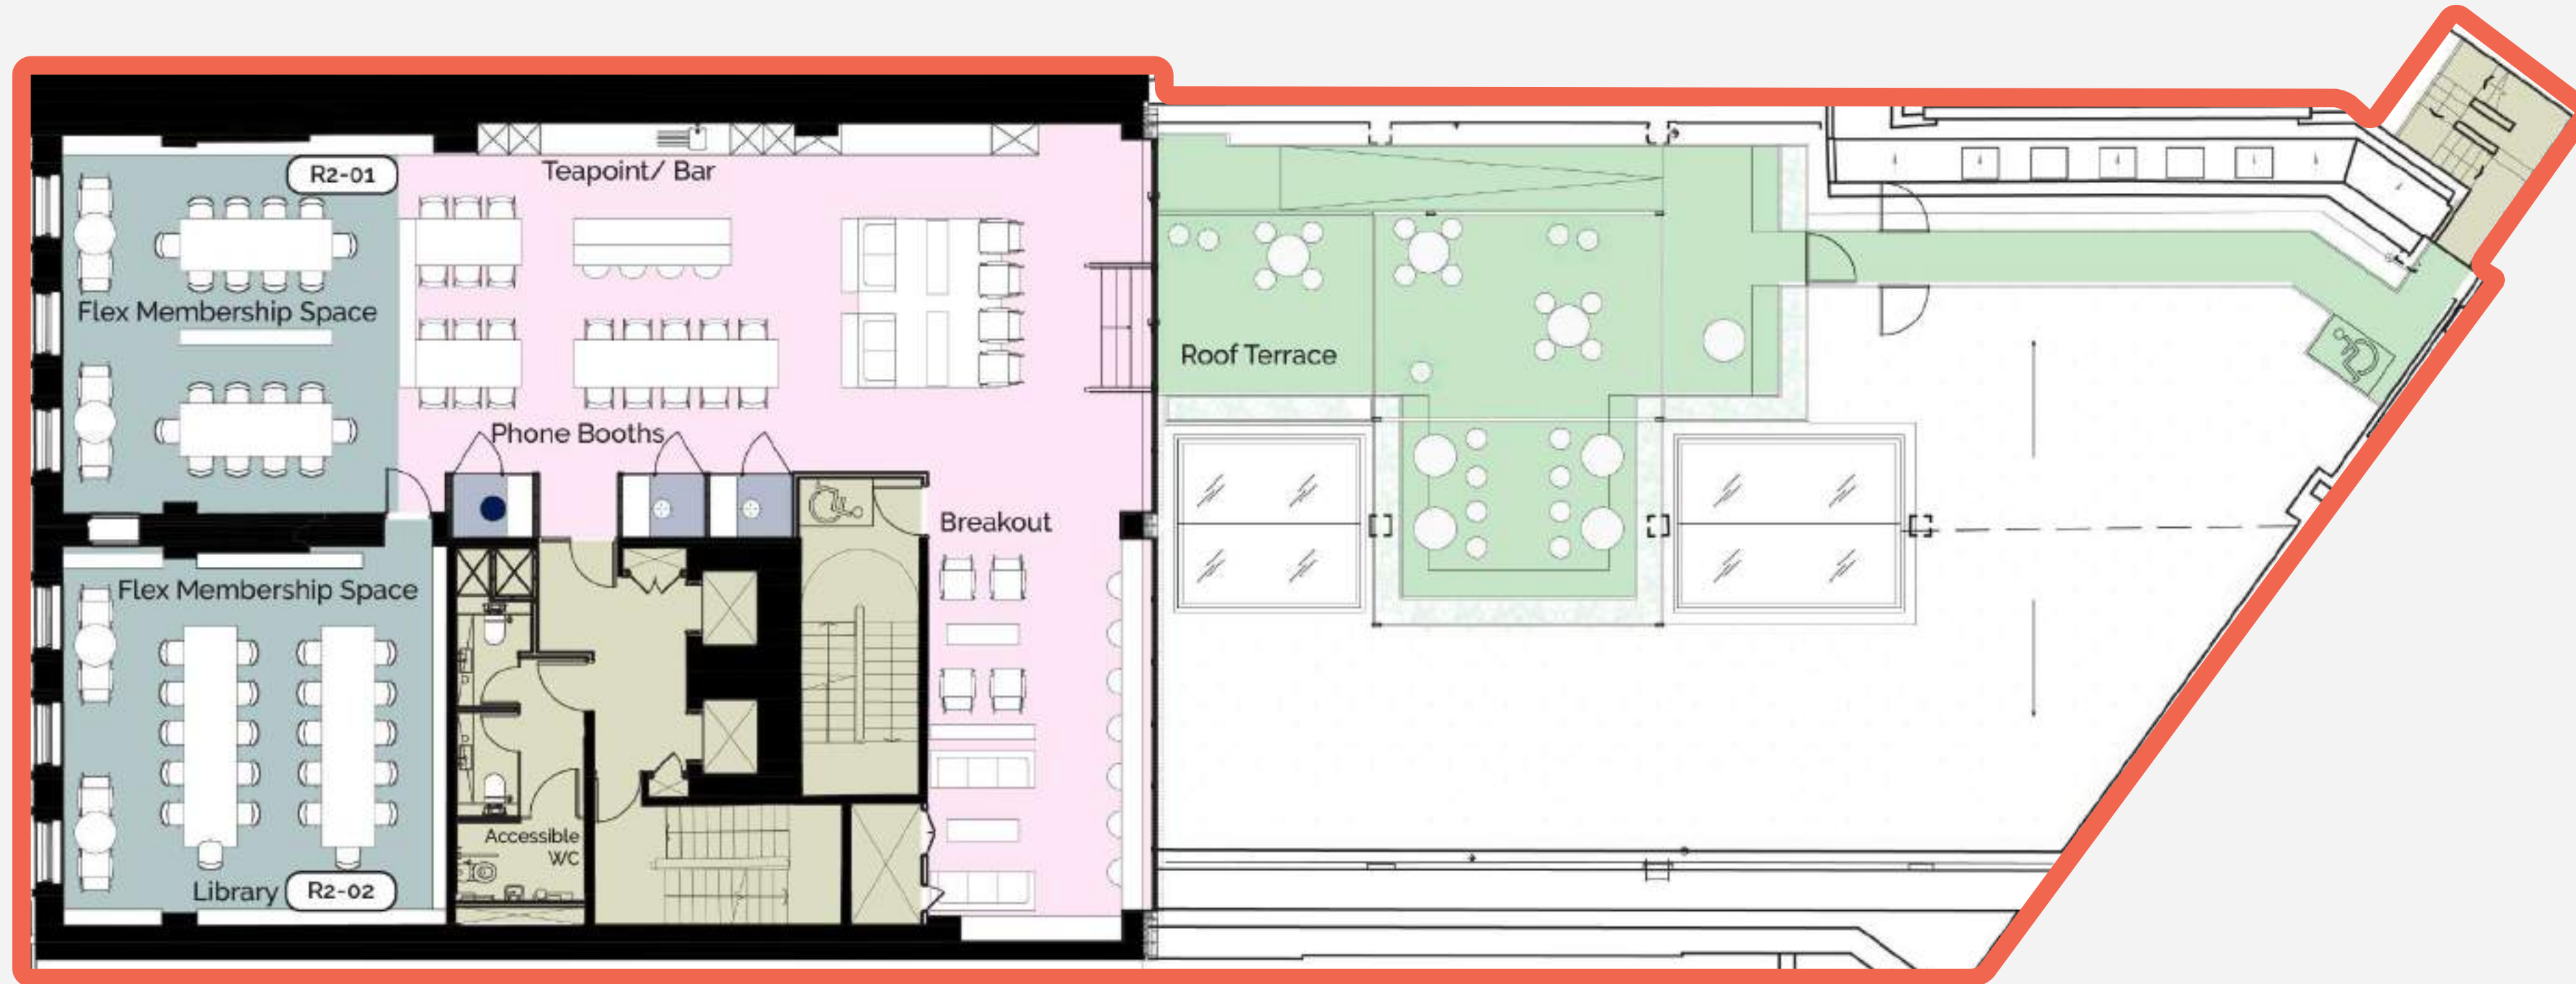 R2-01
Teapoint/ Bar
Flex Membership Space
Roof Terrace
Phone Booths
Breakout
Flex Membership Space
Accessible
WC
Library
R2-02